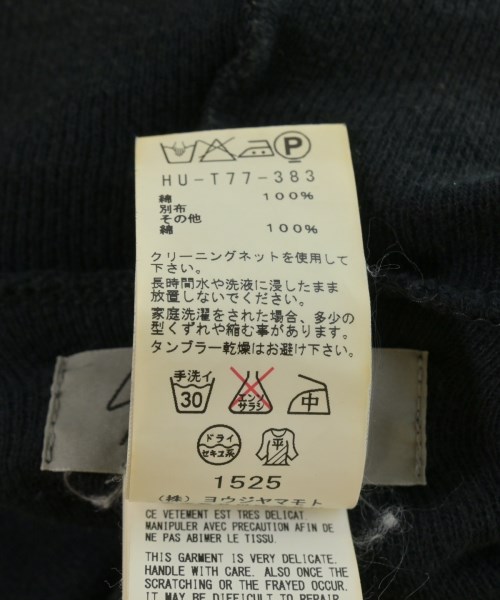 P
HU-T77-383
綿 100%
別布
その他
綿 100%
クリーニングネットを使用して
下さい。
長時間水や洗液に浸したまま
放置しないでください。
家庭洗濯をされた場合、多少の
型くずれや縮む事があります。
タンブラー乾燥はお避け下さい。
手洗イ
30
エンソ
サラシ
中
ドライ
セキユ系
平
1525
(株) ヨウジヤマモト
CE VETEMENT EST TRES DELICAT
MANIPULER AVEC PRECAUTION AFIN DE
NE PAS ABIMER LE TISSU.
THIS GARMENT IS VERY DELICATE.
HANDLE WITH CARE. ALSO ONCE THE
SCRATCHING OR THE FRAYED OCCUR.
IT MAY BE DIFFICULT TO REPAIR